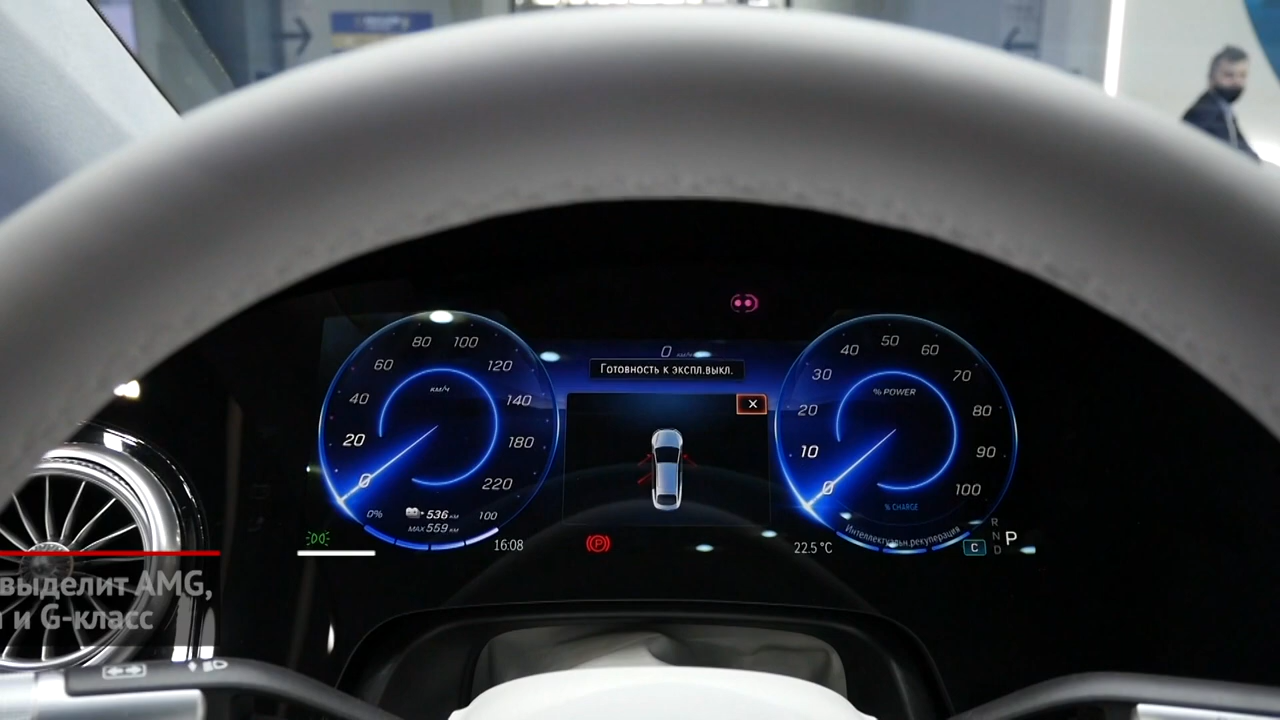 0 км/ч
Готовность к экспл.выкл.
✕
0
20
40
60
80
100
120
140
180
220
км/ч
0%
536 км
100
MAX 559 км
16:08
0
10
20
30
40
50
60
70
80
90
100
% POWER
% CHARGE
Интеллектуальн.рекуперация
22.5 °C
C
R
N
D
P
выделит AMG,
и G-класс